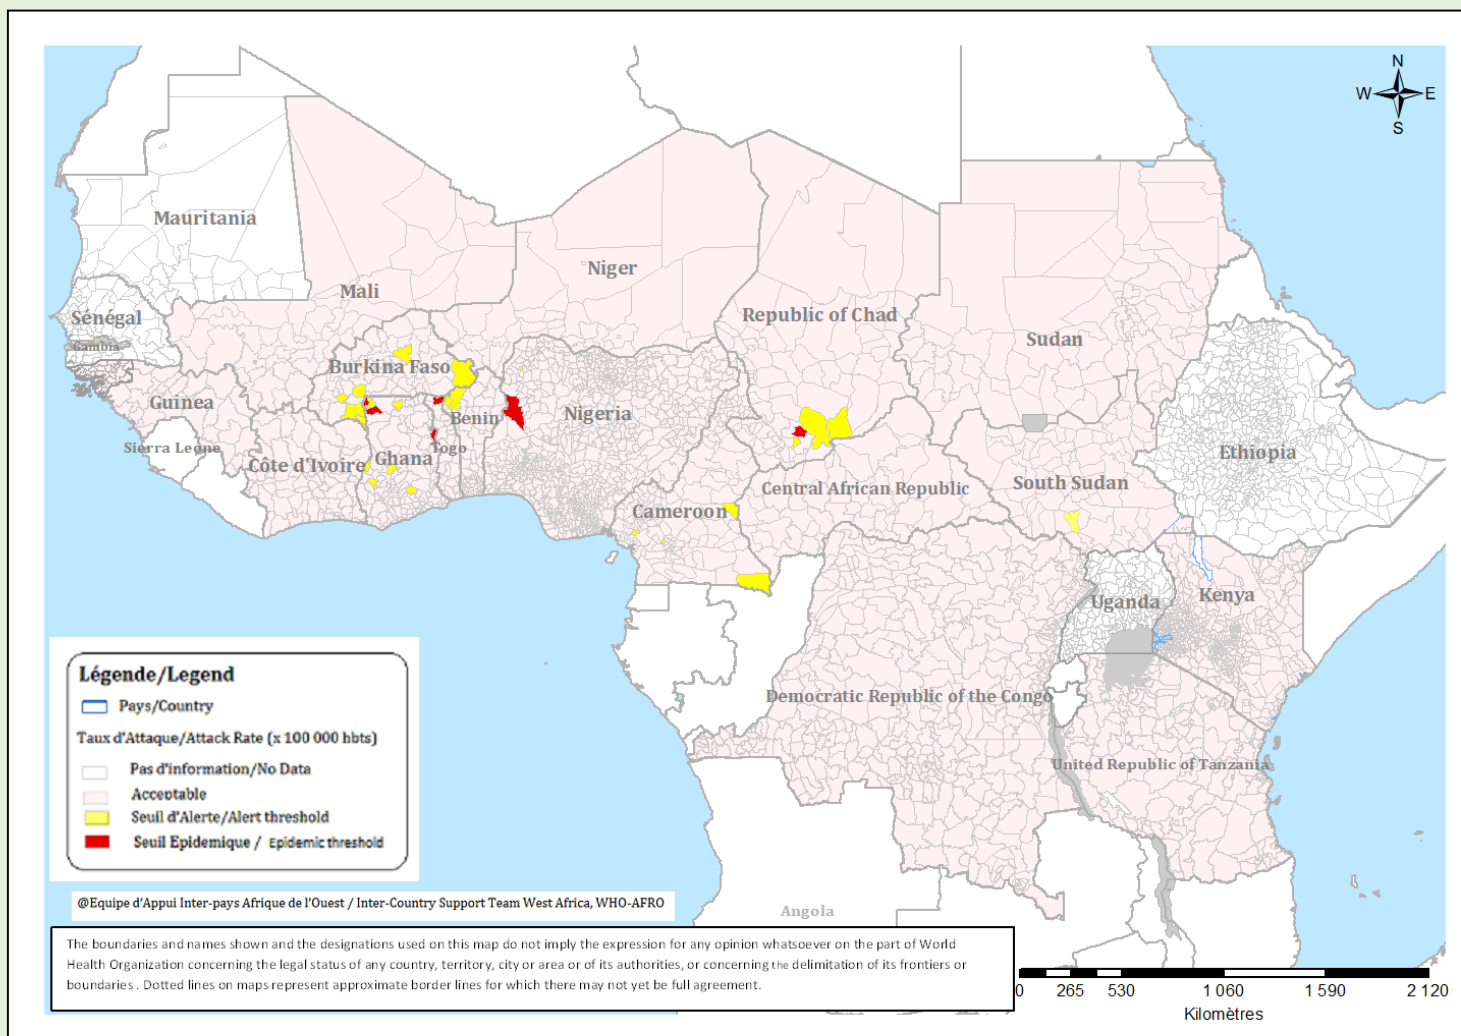 N
W E
S
Mauritania
Niger
Mali
Sénégal
Gambia
Republic of Chad
Sudan
Burkina Faso
Guinea
Benin
Nigeria
Sierra Leone
Togo
Côte d'Ivoire
Ghana
Ethiopia
Central African Republic
South Sudan
Cameroon
Uganda
Kenya
Democratic Republic of the Congo
United Republic of Tanzania
Angola
Légende/Legend
Pays/Country
Taux d'Attaque/Attack Rate (x 100 000 hbts)
Pas d'information/No Data
Acceptable
Seuil d'Alerte/Alert threshold
Seuil Epidemique / Epidemic threshold
@Equipe d'Appui Inter-pays Afrique de l'Ouest / Inter-Country Support Team West Africa, WHO-AFRO
The boundaries and names shown and the designations used on this map do not imply the expression for any opinion whatsoever on the part of World
Health Organization concerning the legal status of any country, territory, city or area or of its authorities, or concerning the delimitation of its frontiers or
boundaries . Dotted lines on maps represent approximate border lines for which there may not yet be full agreement.
0 265 530 1 060 1 590 2 120
Kilomètres